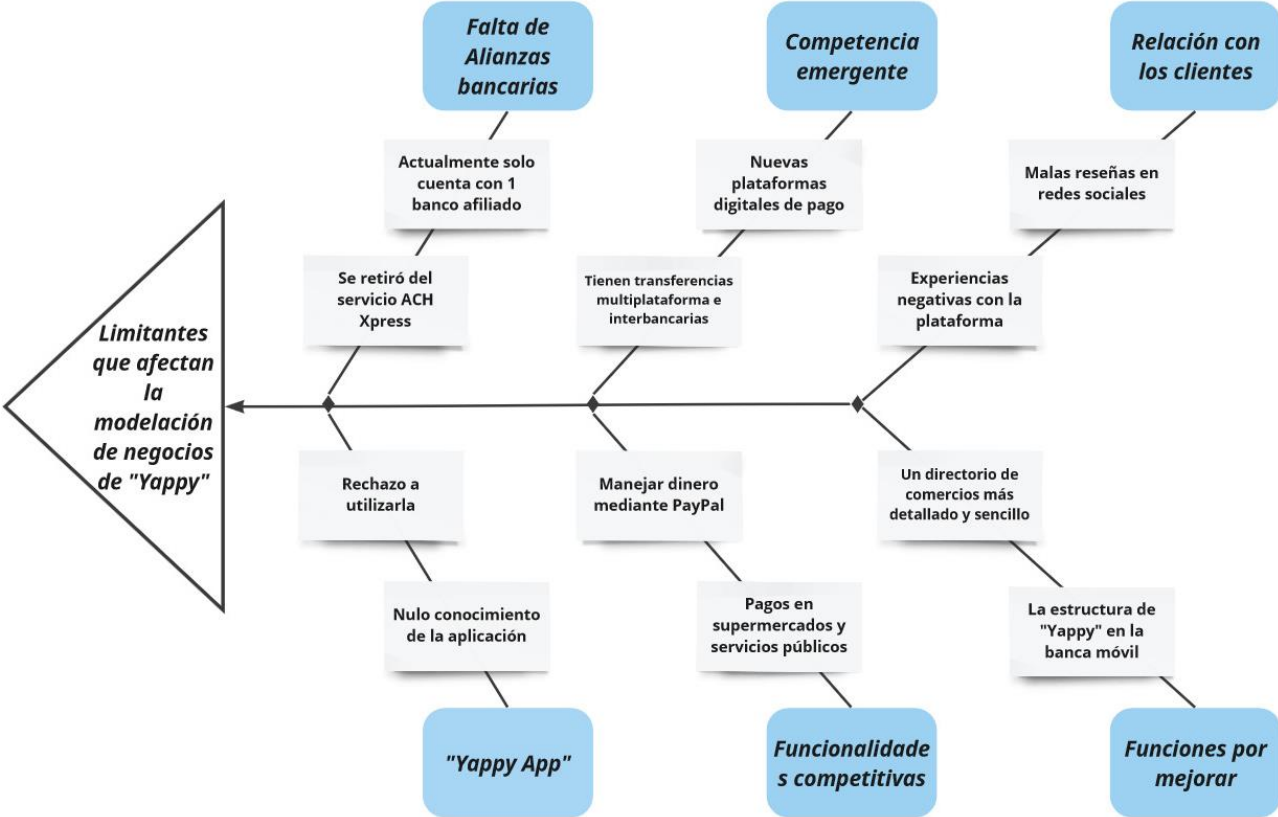 Falta de
Alianzas
bancarias
Competencia
emergente
Relación con
los clientes
Actualmente solo
cuenta con 1
banco afiliado
Nuevas
plataformas
digitales de pago
Malas reseñas en
redes sociales
Se retiró del
servicio ACH
Xpress
Tienen transferencias
multiplataforma e
interbancarias
Experiencias
negativas con la
plataforma
Limitantes
que afectan
la
modelación
de negocios
de "Yappy"
Rechazo a
utilizarla
Manejar dinero
mediante PayPal
Un directorio de
comercios más
detallado y sencillo
Nulo conocimiento
de la aplicación
Pagos en
supermercados y
servicios públicos
La estructura de
"Yappy" en la
banca móvil
"Yappy App"
Funcionalidade
s competitivas
Funciones por
mejorar